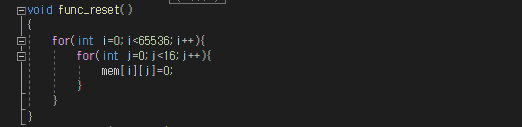 void func_reset()
{
for(int i=0;i<65536;i++){
for(int j=0;j<16;j++){
mem[i][j]=0;
}
}
}